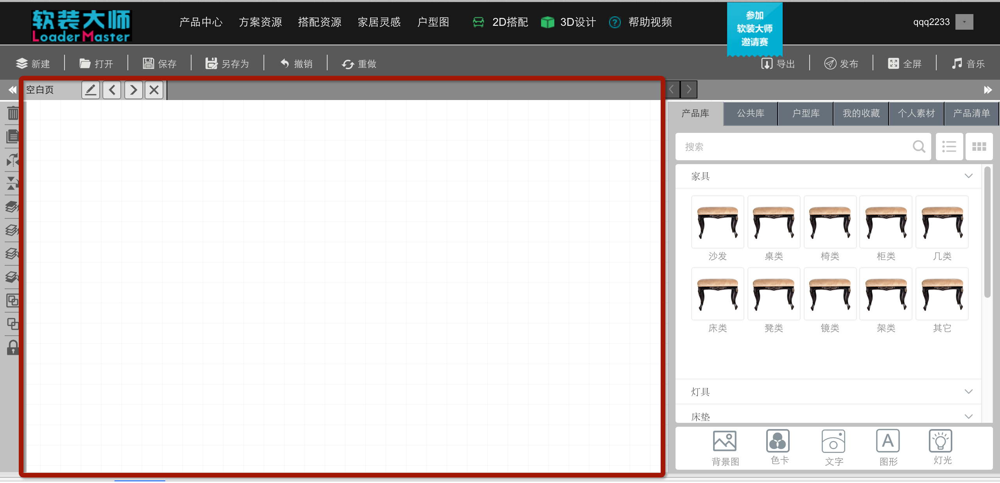 软装大师
LoaderMaster
产品中心 方案资源 搭配资源 家居灵感 户型图 2D搭配 3D设计 帮助视频
参加
软装大师
邀请赛
qqq2233
新建 打开 保存 另存为 撤销 重做 导出 发布 全屏 音乐
空白页
产品库 公共库 户型库 我的收藏 个人素材 产品清单
搜索
家具
沙发 桌类 椅类 柜类 几类
床类 凳类 镜类 架类 其它
灯具
床垫
背景图 色卡 文字 图形 灯光